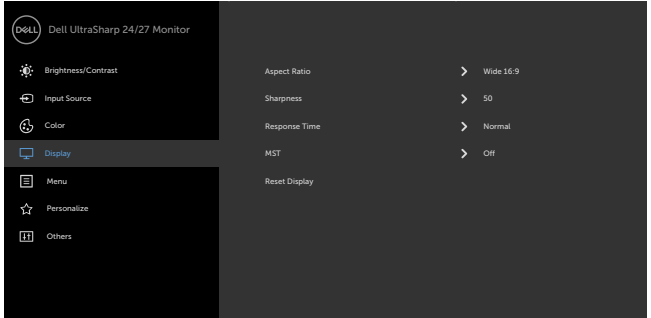 DELL Dell UltraSharp 24/27 Monitor
Brightness/Contrast
Input Source
Color
Display
Menu
Personalize
Others
Aspect Ratio Wide 16:9
Sharpness 50
Response Time Normal
MST Off
Reset Display